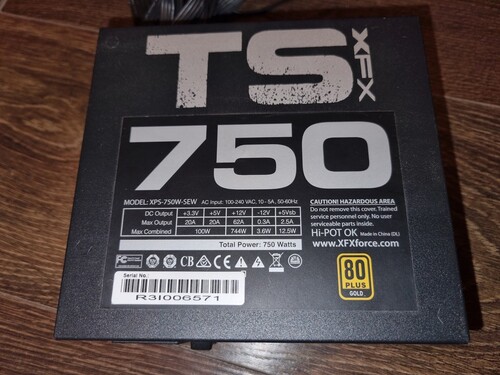 TS XFX
750
MODEL: XPS-750W-SEW AC Input: 100-240 VAC, 10 - 5A, 50-60Hz
DC Output +3.3V +5V +12V -12V +5Vsb
Max Output 20A 20A 62A 0.3A 2.5A
Max Combined 100W 744W 3.6W 12.5W
Total Power: 750 Watts
CAUTION! HAZARDOUS AREA
Do not remove this cover. Trained
service personnel only. No user
serviceable parts inside.
Hi-POT OK Made in China (DL)
www.XFXforce.com
FC CB CE
Serial No.:
R3I006571
80
PLUS
GOLD